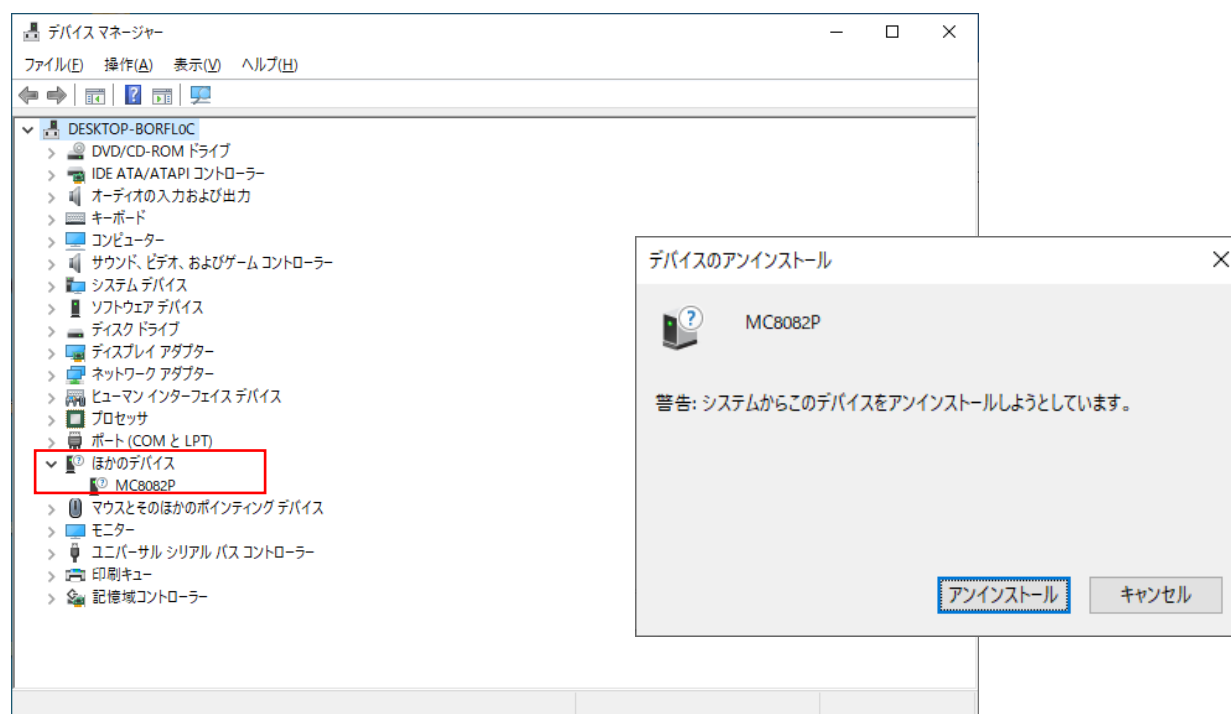 デバイス マネージャー
ファイル(F) 操作(A) 表示(V) ヘルプ(H)
DESKTOP-BORFL0C
DVD/CD-ROM ドライブ
IDE ATA/ATAPI コントローラー
オーディオの入力および出力
キーボード
コンピューター
サウンド、ビデオ、およびゲーム コントローラー
システム デバイス
ソフトウェア デバイス
ディスク ドライブ
ディスプレイ アダプター
ネットワーク アダプター
ヒューマン インターフェイス デバイス
プロセッサ
ポート (COM と LPT)
ほかのデバイス
MC8082P
マウスとそのほかのポインティング デバイス
モニター
ユニバーサル シリアル バス コントローラー
印刷キュー
記憶域コントローラー
デバイスのアンインストール
MC8082P
警告: システムからこのデバイスをアンインストールしようとしています。
アンインストール キャンセル